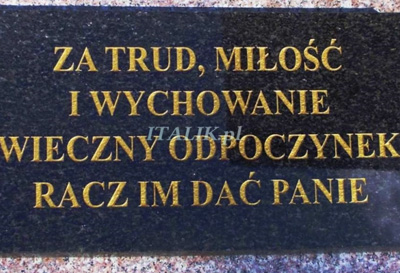 ZA TRUD, MIŁOŚĆ
I WYCHOWANIE
ITALIK.pl
WIECZNY ODPOCZYNEK
RACZ IM DAĆ PANIE